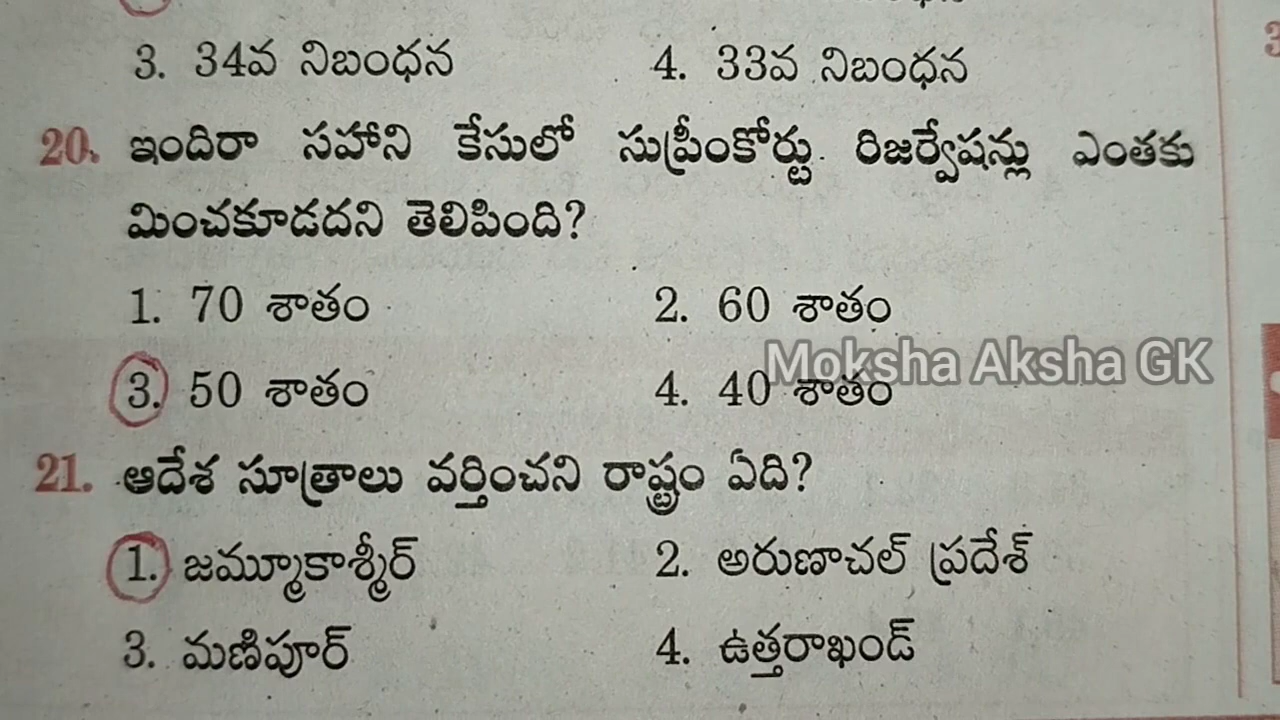 3. 34వ నిబంధన 4. 33వ నిబంధన
20. ఇందిరా సహాని కేసులో సుప్రీంకోర్టు రిజర్వేషన్లు ఎంతకు
మించకూడదని తెలిపింది?
1. 70 శాతం 2. 60 శాతం
Moksha Aksha GK
3. 50 శాతం 4. 40 శాతం
21. ఆదేశ సూత్రాలు వర్తించని రాష్ట్రం ఏది?
1. జమ్మూకాశ్మీర్ 2. అరుణాచల్ ప్రదేశ్
3. మణిపూర్ 4. ఉత్తరాఖండ్